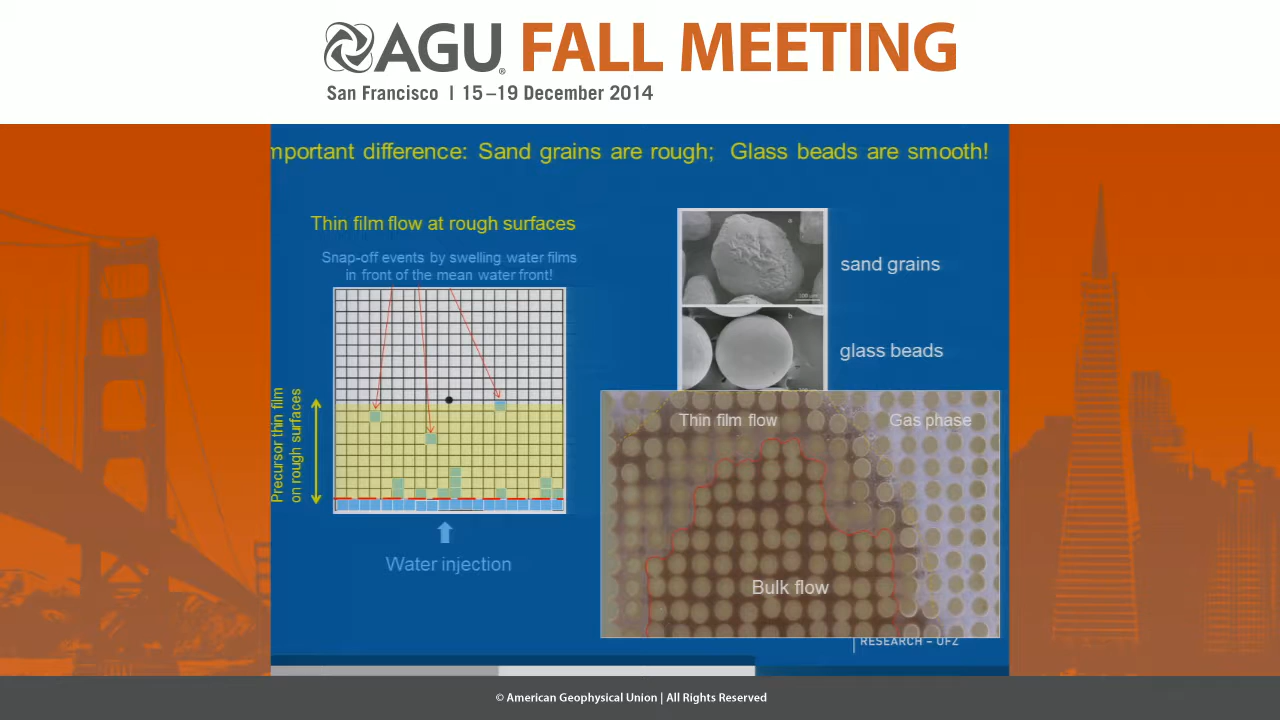 AGU FALL MEETING
San Francisco | 15–19 December 2014
mportant difference: Sand grains are rough; Glass beads are smooth!
Thin film flow at rough surfaces
Snap-off events by swelling water films
in front of the mean water front!
sand grains
glass beads
Precursor thin film
on rough surfaces
Thin film flow
Gas phase
Bulk flow
Water injection
RESEARCH – UFZ
© American Geophysical Union | All Rights Reserved